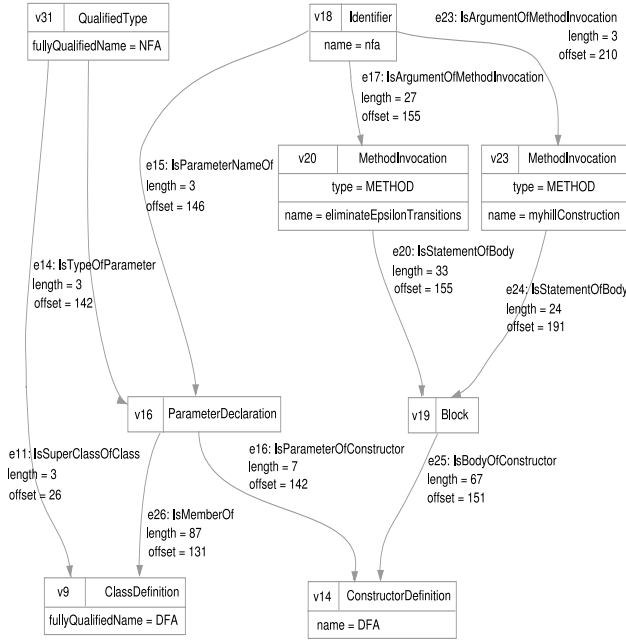 v31 QualifiedType
fullyQualifiedName = NFA
v18 Identifier
name = nfa
e23: IsArgumentOfMethodInvocation
length = 3
offset = 210
e17: IsArgumentOfMethodInvocation
length = 27
offset = 155
v20 MethodInvocation
type = METHOD
name = eliminateEpsilonTransitions
v23 MethodInvocation
type = METHOD
name = myhillConstruction
e15: IsParameterNameOf
length = 3
offset = 146
e14: IsTypeOfParameter
length = 3
offset = 142
e20: IsStatementOfBody
length = 33
offset = 155
e24: IsStatementOfBody
length = 24
offset = 191
v16 ParameterDeclaration
v19 Block
e11: IsSuperClassOfClass
length = 3
offset = 26
e16: IsParameterOfConstructor
length = 7
offset = 142
e25: IsBodyOfConstructor
length = 67
offset = 151
e26: IsMemberOf
length = 87
offset = 131
v9 ClassDefinition
fullyQualifiedName = DFA
v14 ConstructorDefinition
name = DFA